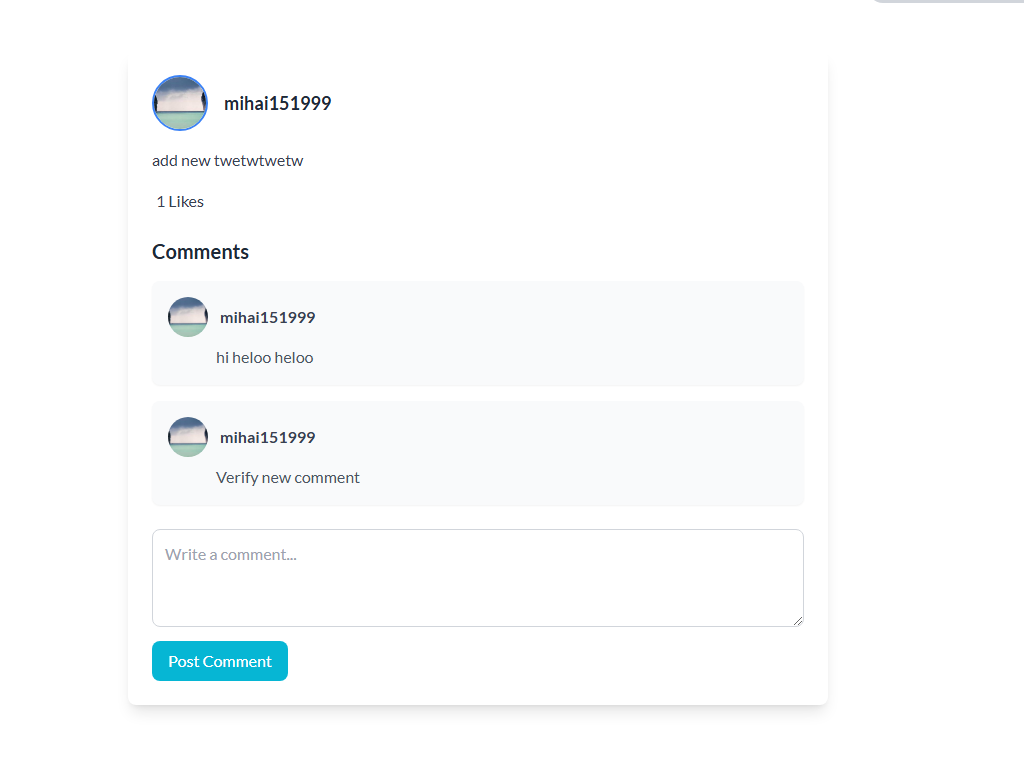 mihai151999
add new twetwtwetw
1 Likes
Comments
mihai151999
hi heloo heloo
mihai151999
Verify new comment
Write a comment...
Post Comment